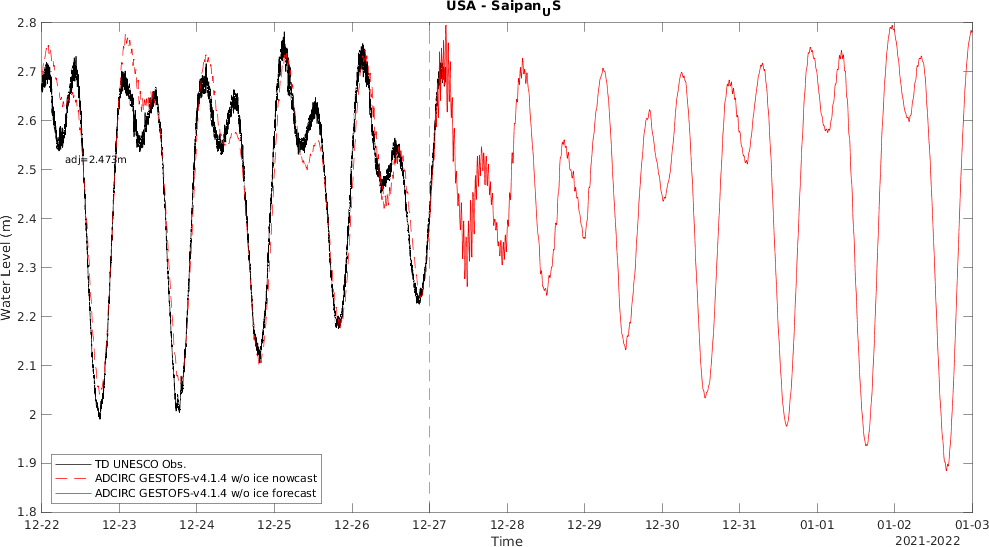 USA - Saipan_US
2.8
2.7
2.6
2.5
2.4
2.3
2.2
2.1
2
1.9
1.8
Water Level (m)
adj=2.473m
TD UNESCO Obs.
ADCIRC GESTOFS-v4.1.4 w/o ice nowcast
ADCIRC GESTOFS-v4.1.4 w/o ice forecast
12-22 12-23 12-24 12-25 12-26 12-27 12-28 12-29 12-30 12-31 01-01 01-02 01-03
Time
2021-2022